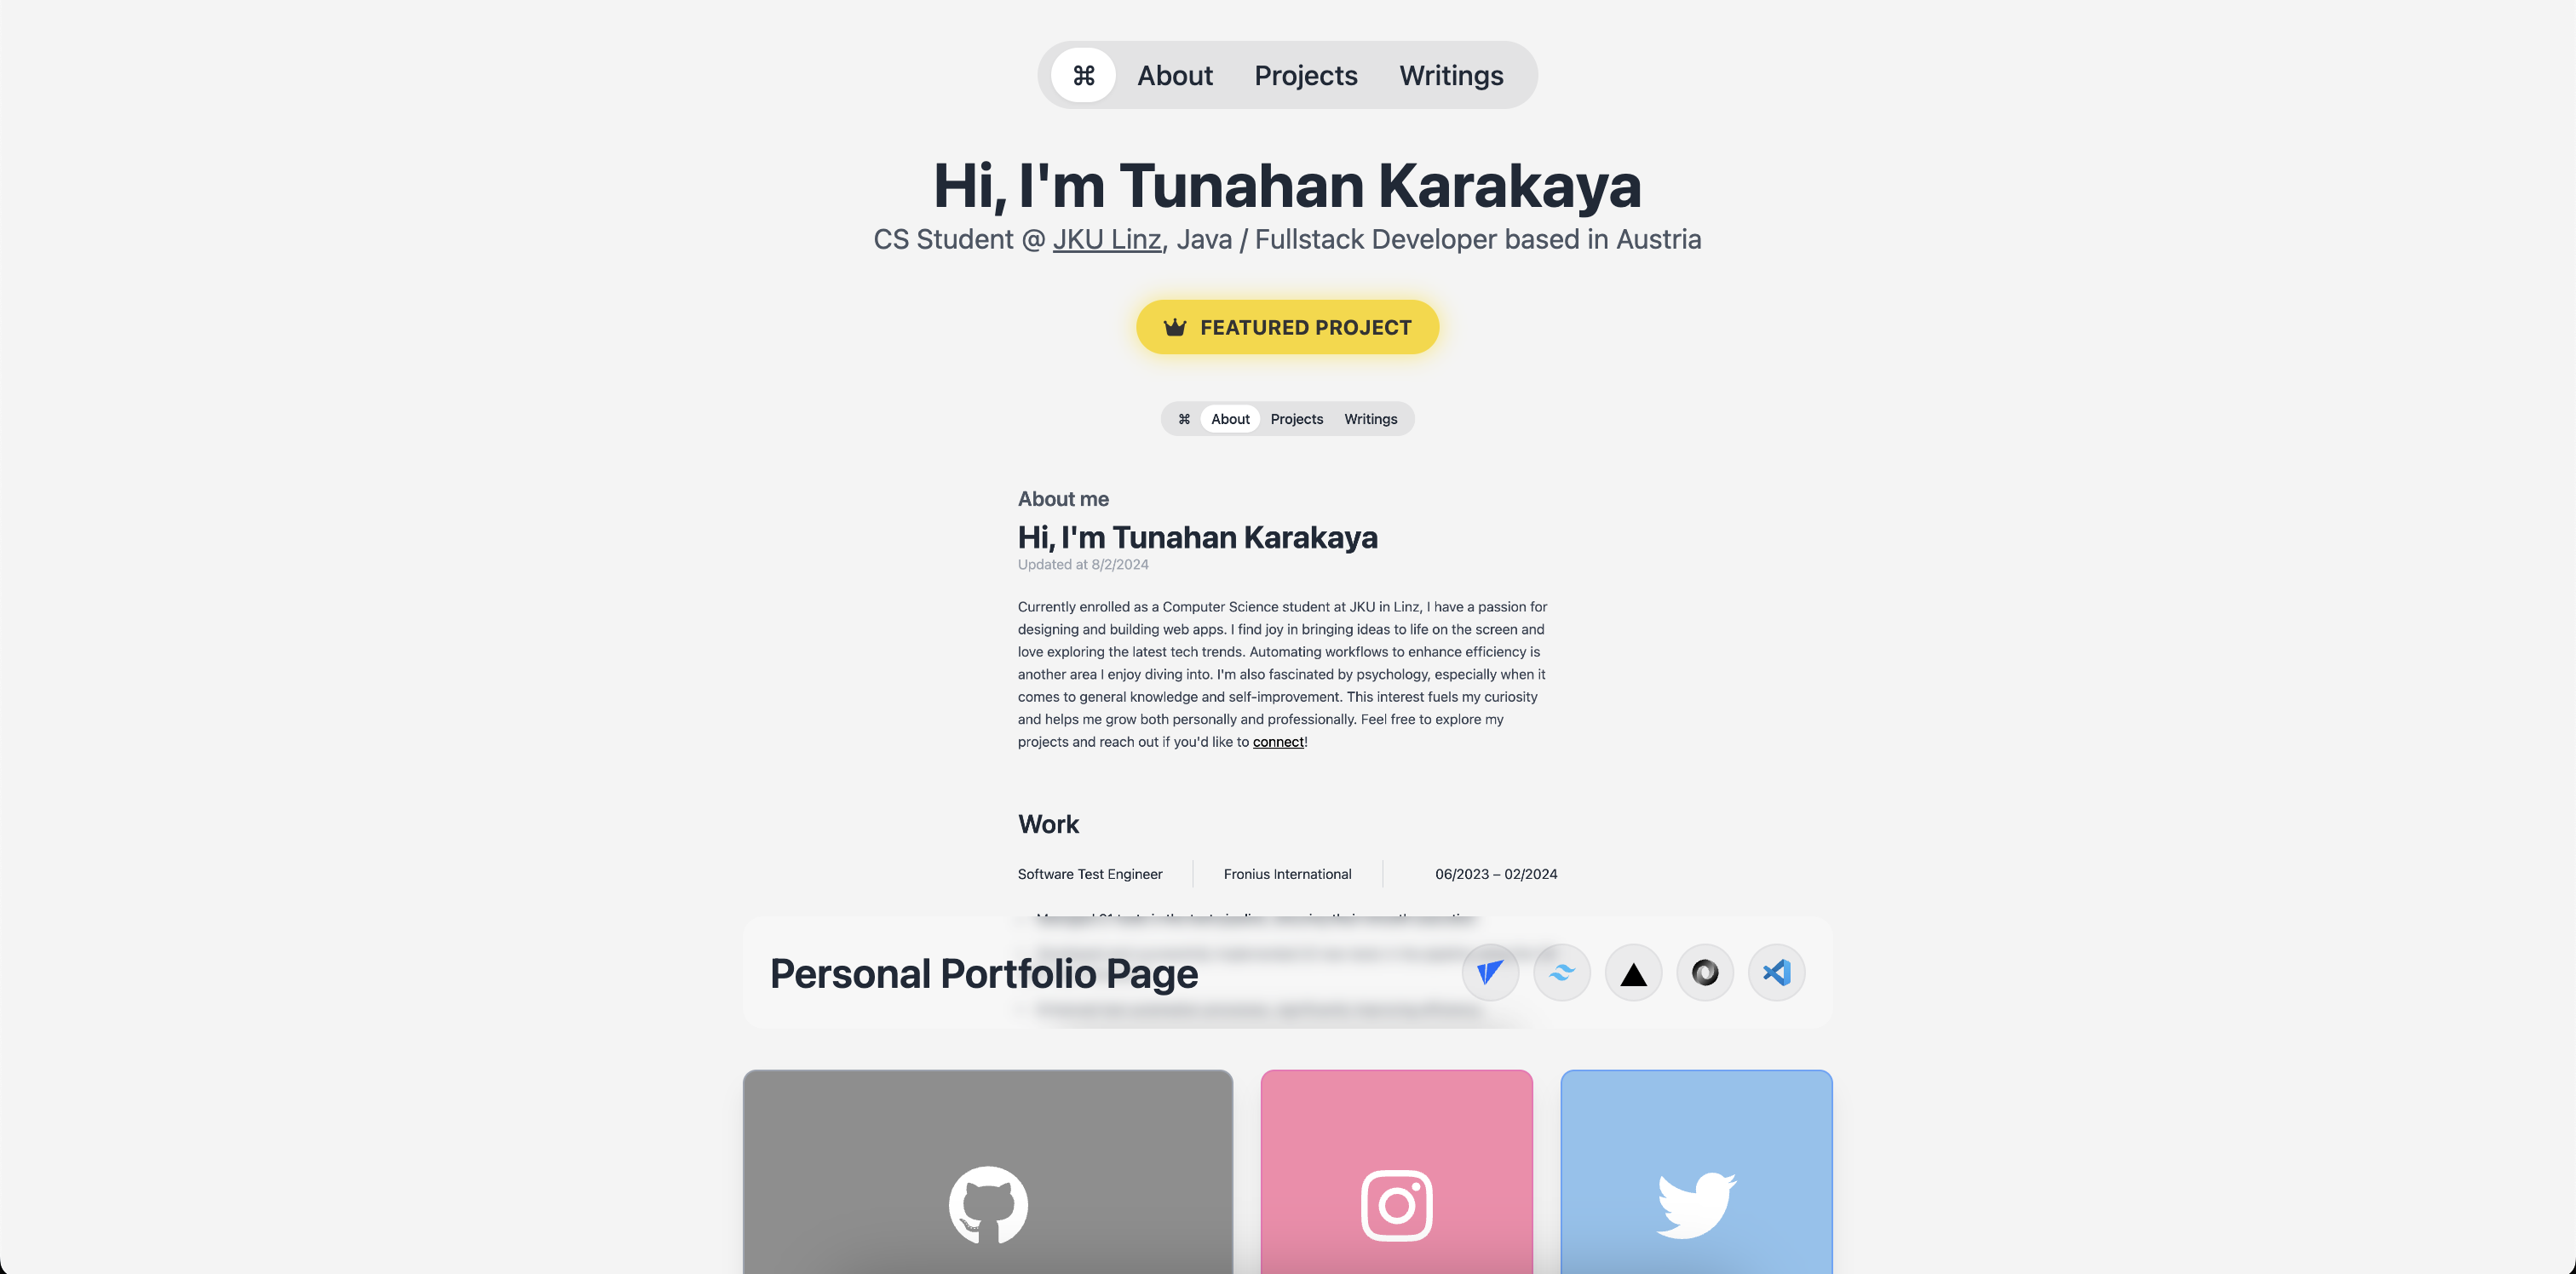 ⌘ About Projects Writings
Hi, I'm Tunahan Karakaya
CS Student @ JKU Linz, Java / Fullstack Developer based in Austria
FEATURED PROJECT
⌘ About Projects Writings
About me
Hi, I'm Tunahan Karakaya
Updated at 8/2/2024
Currently enrolled as a Computer Science student at JKU in Linz, I have a passion for
designing and building web apps. I find joy in bringing ideas to life on the screen and
love exploring the latest tech trends. Automating workflows to enhance efficiency is
another area I enjoy diving into. I'm also fascinated by psychology, especially when it
comes to general knowledge and self-improvement. This interest fuels my curiosity
and helps me grow both personally and professionally. Feel free to explore my
projects and reach out if you'd like to connect!
Work
Software Test Engineer Fronius International 06/2023 – 02/2024
Personal Portfolio Page